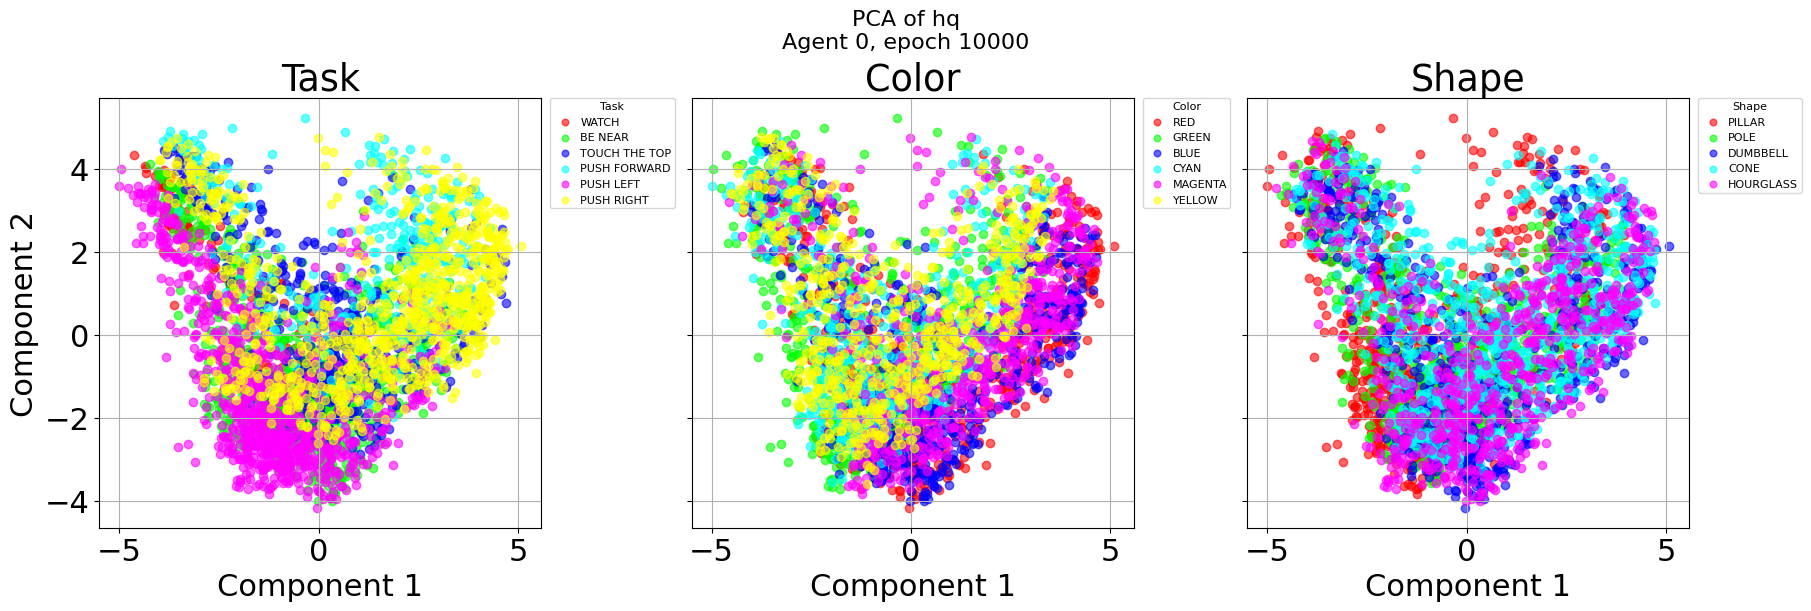 PCA of hq
Agent 0, epoch 10000
Task
Component 2
4
2
0
−2
−4
−5
0
5
Component 1
Task
WATCH
BE NEAR
TOUCH THE TOP
PUSH FORWARD
PUSH LEFT
PUSH RIGHT
Color
−5
0
5
Component 1
Color
RED
GREEN
BLUE
CYAN
MAGENTA
YELLOW
Shape
−5
0
5
Component 1
Shape
PILLAR
POLE
DUMBBELL
CONE
HOURGLASS